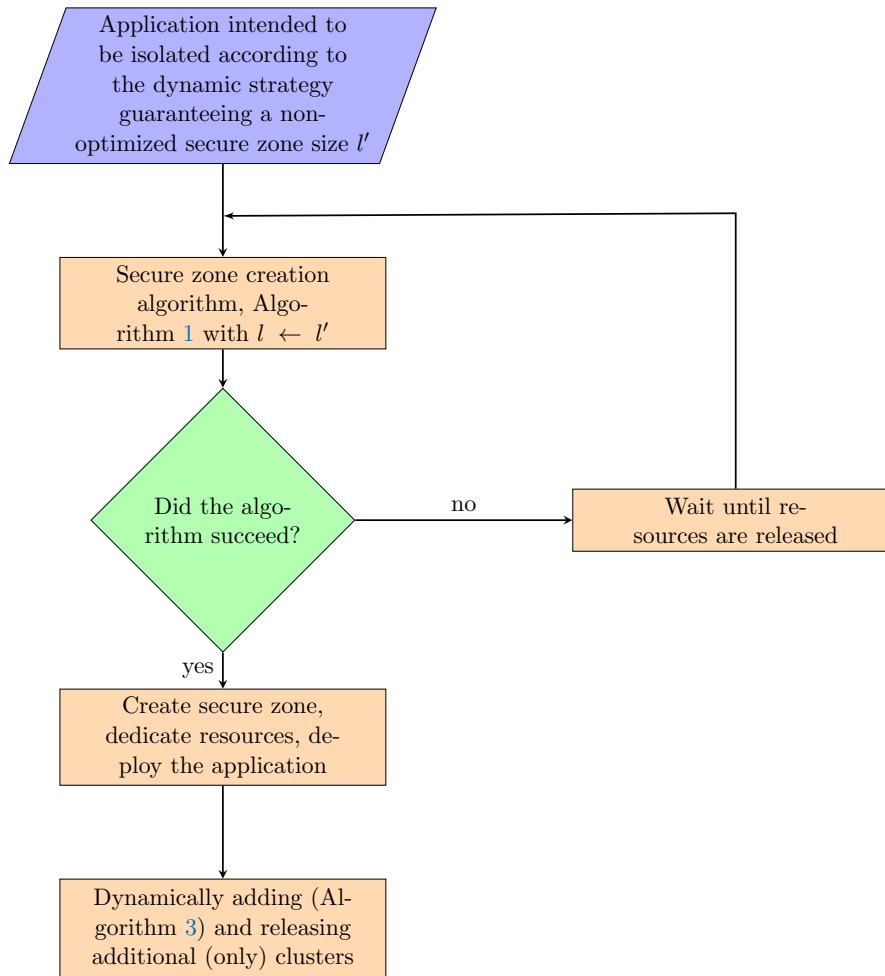 Application intended to
be isolated according to
the dynamic strategy
guaranteeing a non-
optimized secure zone size l′
Secure zone creation
algorithm, Algo-
rithm 1 with l ← l′
Did the algo-
rithm succeed?
no
Wait until re-
sources are released
yes
Create secure zone,
dedicate resources, de-
ploy the application
Dynamically adding (Al-
gorithm 3) and releasing
additional (only) clusters